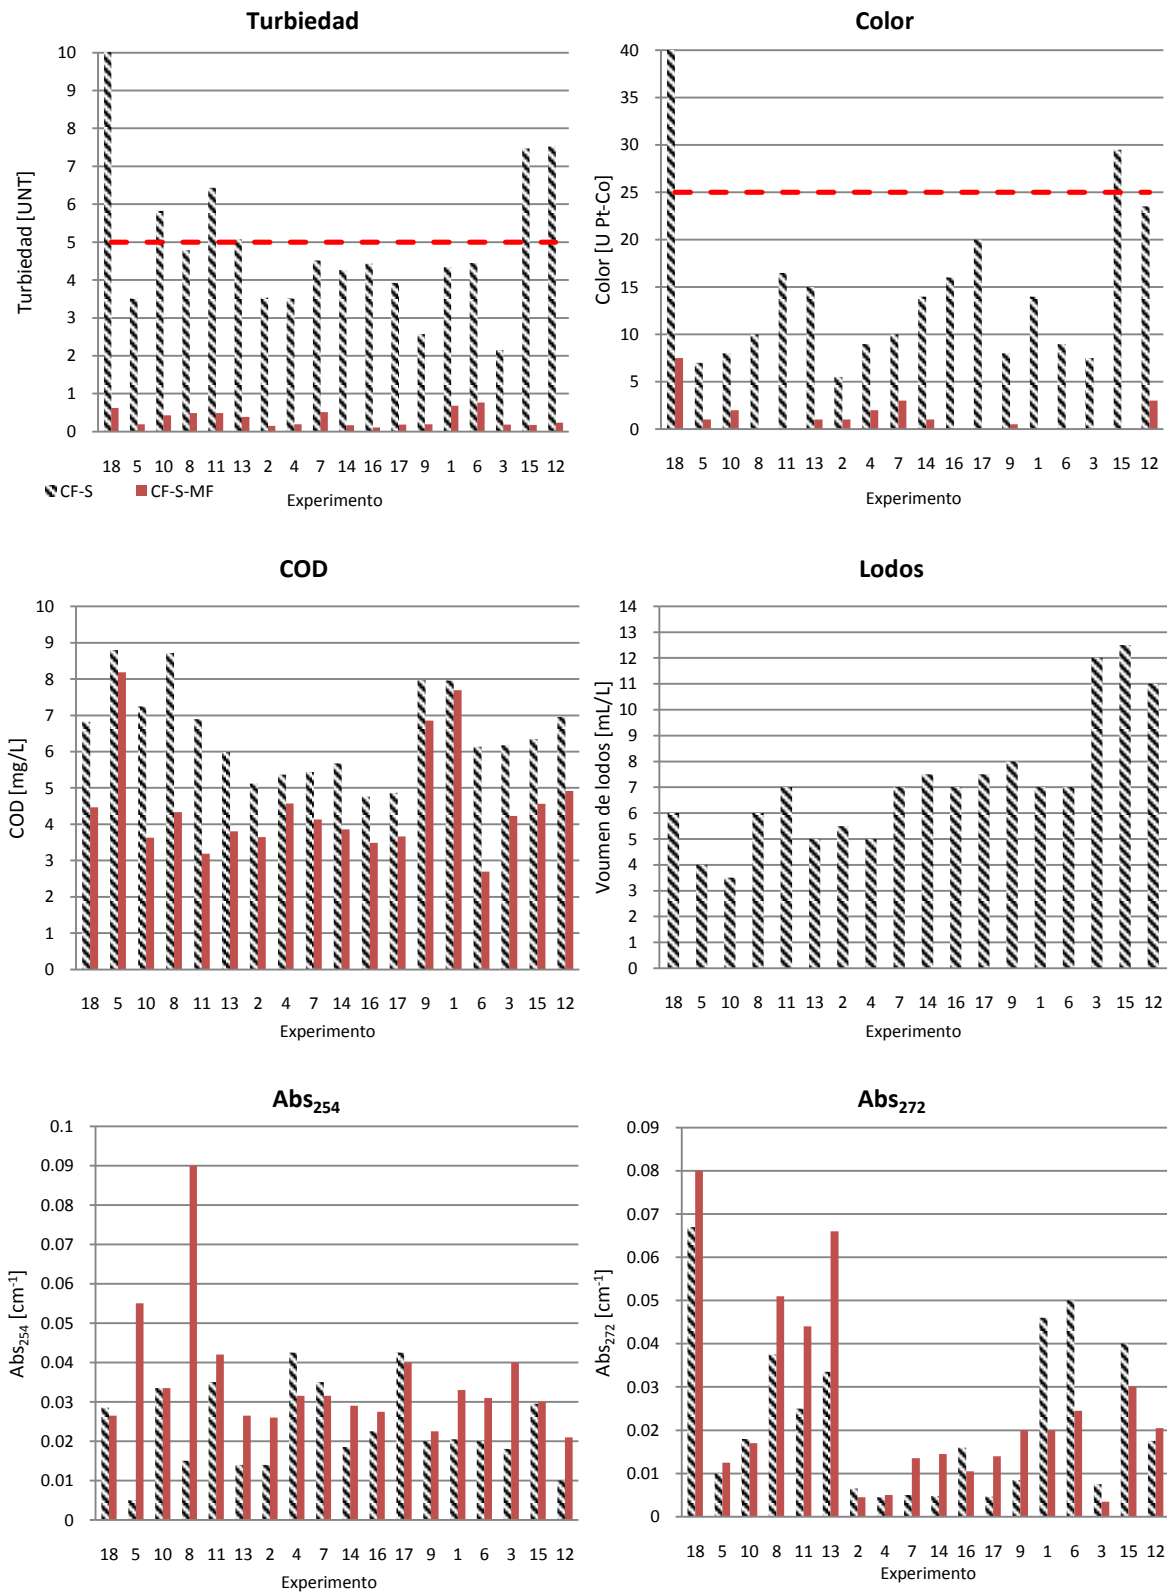 Turbiedad
10
9
8
7
6
5
4
3
2
1
0
Turbiedad [UNT]
18 5 10 8 11 13 2 4 7 14 16 17 9 1 6 3 15 12
CF-S CF-S-MF
Experimento
Color
40
35
30
25
20
15
10
5
0
Color [U Pt-Co]
18 5 10 8 11 13 2 4 7 14 16 17 9 1 6 3 15 12
Experimento
COD
10
9
8
7
6
5
4
3
2
1
0
COD [mg/L]
18 5 10 8 11 13 2 4 7 14 16 17 9 1 6 3 15 12
Experimento
Lodos
14
13
12
11
10
9
8
7
6
5
4
3
2
1
0
Voumen de lodos [mL/L]
18 5 10 8 11 13 2 4 7 14 16 17 9 1 6 3 15 12
Experimento
Abs254
0.1
0.09
0.08
0.07
0.06
0.05
0.04
0.03
0.02
0.01
0
Abs254 [cm-1]
18 5 10 8 11 13 2 4 7 14 16 17 9 1 6 3 15 12
Experimento
Abs272
0.09
0.08
0.07
0.06
0.05
0.04
0.03
0.02
0.01
0
Abs272 [cm-1]
18 5 10 8 11 13 2 4 7 14 16 17 9 1 6 3 15 12
Experimento